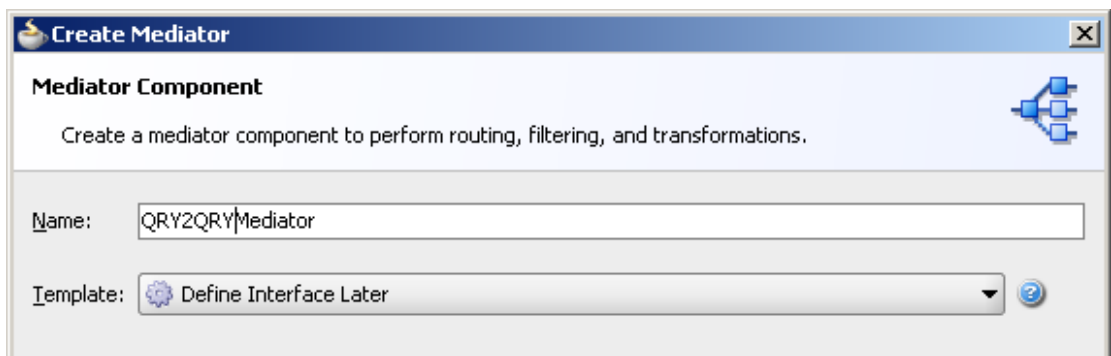 Create Mediator
Mediator Component
Create a mediator component to perform routing, filtering, and transformations.
Name: QRY2QRYMediator
Template: Define Interface Later